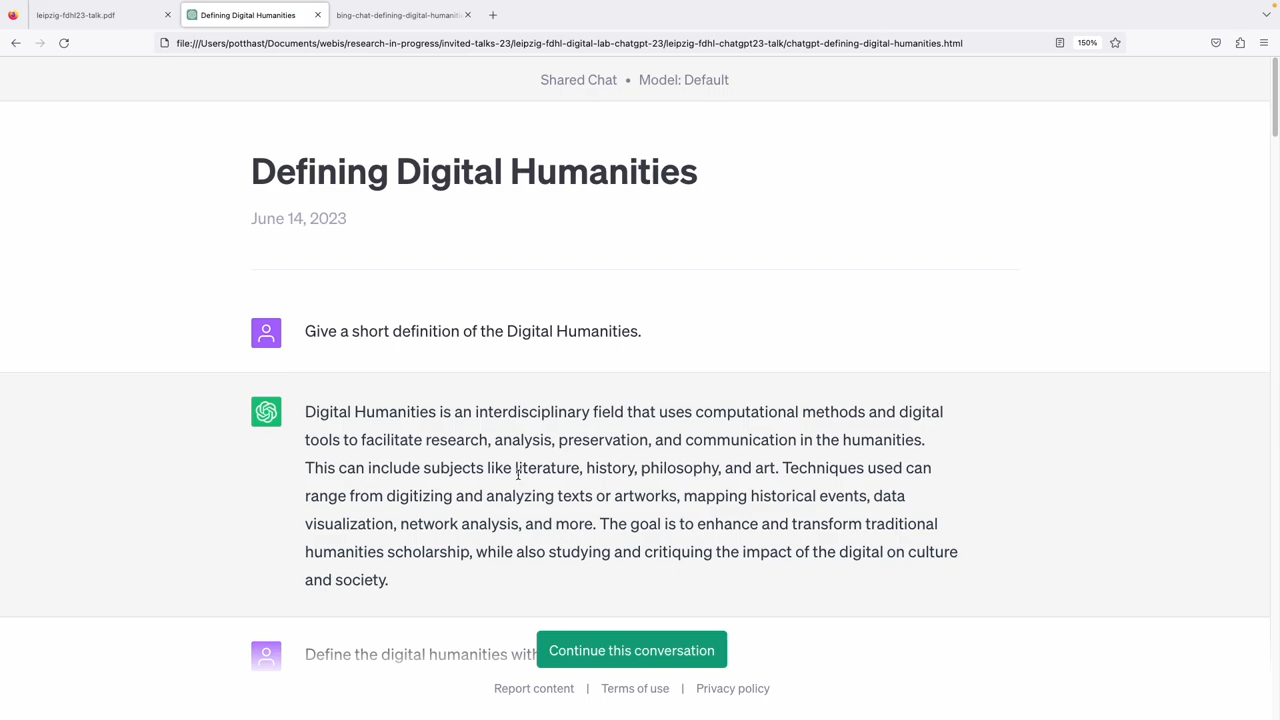 leipzig-fdhl23-talk.pdf
Defining Digital Humanities
bing-chat-defining-digital-humaniti
file:///Users/potthast/Documents/webis/research-in-progress/invited-talks-23/leipzig-fdhl-digital-lab-chatgpt-23/leipzig-fdhl-chatgpt23-talk/chatgpt-defining-digital-humanities.html
150%
Shared Chat • Model: Default
Defining Digital Humanities
June 14, 2023
Give a short definition of the Digital Humanities.
Digital Humanities is an interdisciplinary field that uses computational methods and digital
tools to facilitate research, analysis, preservation, and communication in the humanities.
This can include subjects like literature, history, philosophy, and art. Techniques used can
range from digitizing and analyzing texts or artworks, mapping historical events, data
visualization, network analysis, and more. The goal is to enhance and transform traditional
humanities scholarship, while also studying and critiquing the impact of the digital on culture
and society.
Define the digital humanities with
Continue this conversation
Report content | Terms of use | Privacy policy